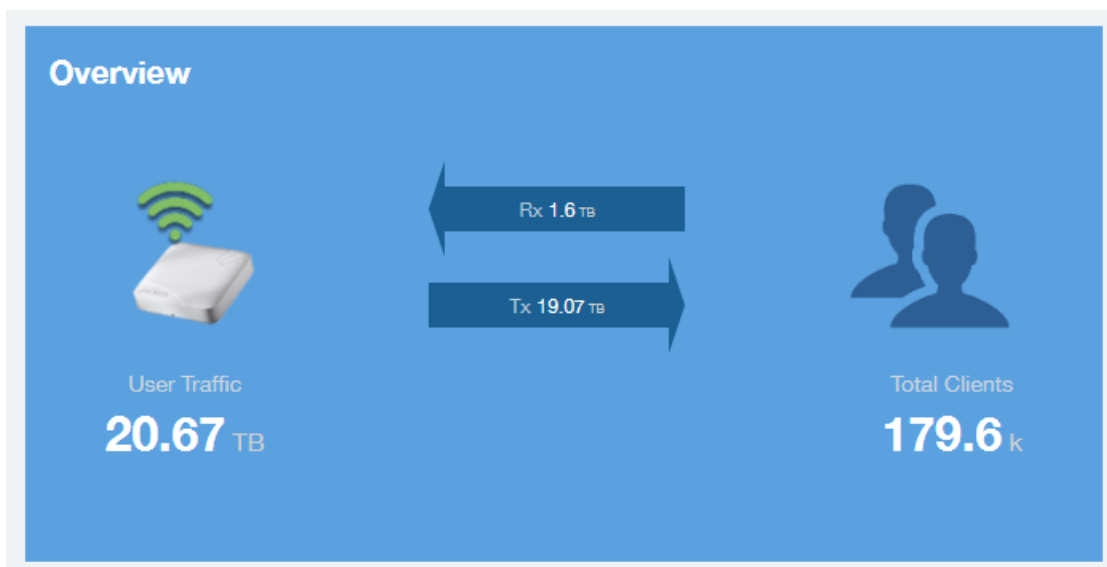 Overview
Rx 1.6 TB
Tx 19.07 TB
User Traffic
20.67 TB
Total Clients
179.6 k